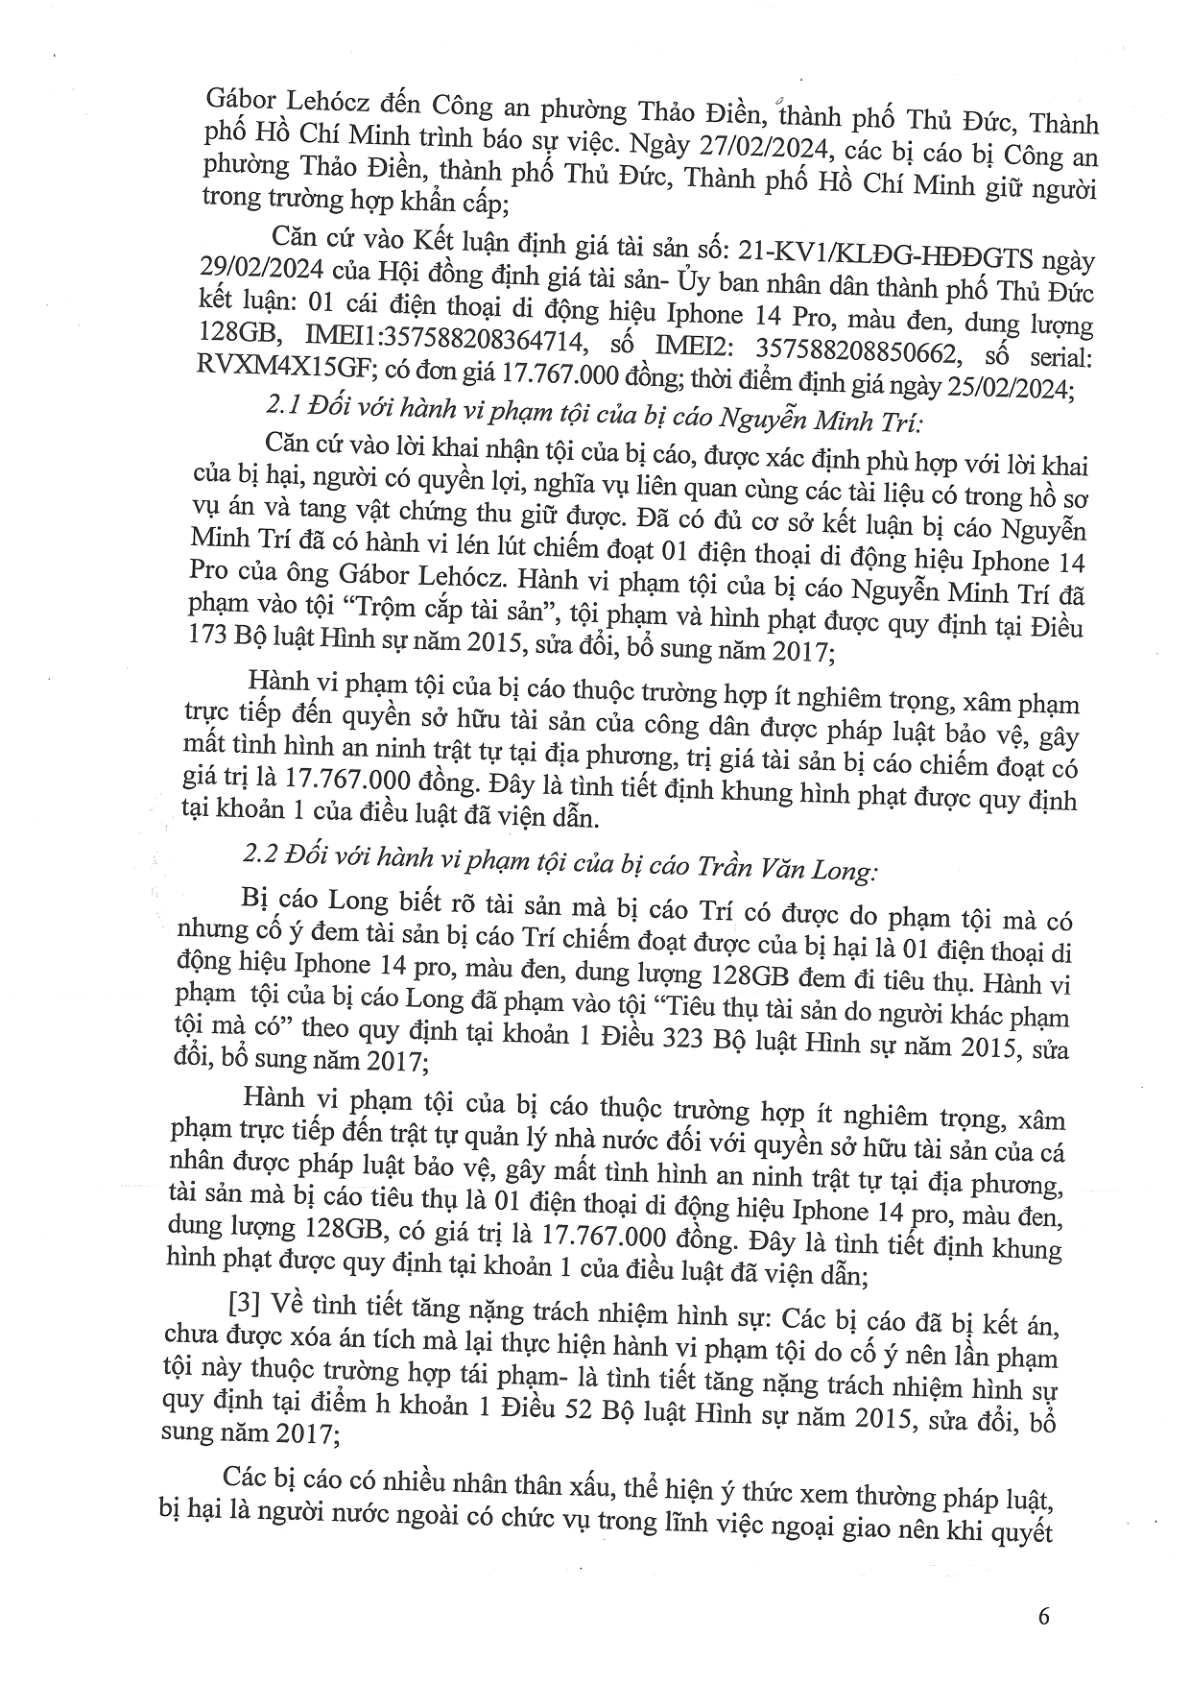 Gábor Lehócz đến Công an phường Thảo Điền, thành phố Thủ Đức, Thành
phố Hồ Chí Minh trình báo sự việc. Ngày 27/02/2024, các bị cáo bị Công an
phường Thảo Điền, thành phố Thủ Đức, Thành phố Hồ Chí Minh giữ người
trong trường hợp khẩn cấp;
Căn cứ vào Kết luận định giá tài sản số: 21-KV1/KLĐG-HĐĐGTS ngày
29/02/2024 của Hội đồng định giá tài sản- Ủy ban nhân dân thành phố Thủ Đức
kết luận: 01 cái điện thoại di động hiệu Iphone 14 Pro, màu đen, dung lượng
128GB, IMEI1:357588208364714, số IMEI2: 357588208850662, số serial:
RVXM4X15GF; có đơn giá 17.767.000 đồng; thời điểm định giá ngày 25/02/2024;
2.1 Đối với hành vi phạm tội của bị cáo Nguyễn Minh Trí:
Căn cứ vào lời khai nhận tội của bị cáo, được xác định phù hợp với lời khai
của bị hại, người có quyền lợi, nghĩa vụ liên quan cùng các tài liệu có trong hồ sơ
vụ án và tang vật chứng thu giữ được. Đã có đủ cơ sở kết luận bị cáo Nguyễn
Minh Trí đã có hành vi lén lút chiếm đoạt 01 điện thoại di động hiệu Iphone 14
Pro của ông Gábor Lehócz. Hành vi phạm tội của bị cáo Nguyễn Minh Trí đã
phạm vào tội “Trộm cắp tài sản”, tội phạm và hình phạt được quy định tại Điều
173 Bộ luật Hình sự năm 2015, sửa đổi, bổ sung năm 2017;
Hành vi phạm tội của bị cáo thuộc trường hợp ít nghiêm trọng, xâm phạm
trực tiếp đến quyền sở hữu tài sản của công dân được pháp luật bảo vệ, gây
mất tình hình an ninh trật tự tại địa phương, trị giá tài sản bị cáo chiếm đoạt có
giá trị là 17.767.000 đồng. Đây là tình tiết định khung hình phạt được quy định
tại khoản 1 của điều luật đã viện dẫn.
2.2 Đối với hành vi phạm tội của bị cáo Trần Văn Long:
Bị cáo Long biết rõ tài sản mà bị cáo Trí có được do phạm tội mà có
nhưng cố ý đem tài sản bị cáo Trí chiếm đoạt được của bị hại là 01 điện thoại di
động hiệu Iphone 14 pro, màu đen, dung lượng 128GB đem đi tiêu thụ. Hành vi
phạm tội của bị cáo Long đã phạm vào tội “Tiêu thụ tài sản do người khác phạm
tội mà có” theo quy định tại khoản 1 Điều 323 Bộ luật Hình sự năm 2015, sửa
đổi, bổ sung năm 2017;
Hành vi phạm tội của bị cáo thuộc trường hợp ít nghiêm trọng, xâm
phạm trực tiếp đến trật tự quản lý nhà nước đối với quyền sở hữu tài sản của cá
nhân được pháp luật bảo vệ, gây mất tình hình an ninh trật tự tại địa phương,
tài sản mà bị cáo tiêu thụ là 01 điện thoại di động hiệu Iphone 14 pro, màu đen,
dung lượng 128GB, có giá trị là 17.767.000 đồng. Đây là tình tiết định khung
hình phạt được quy định tại khoản 1 của điều luật đã viện dẫn;
[3] Về tình tiết tăng nặng trách nhiệm hình sự: Các bị cáo đã bị kết án,
chưa được xóa án tích mà lại thực hiện hành vi phạm tội do cố ý nên lần phạm
tội này thuộc trường hợp tái phạm- là tình tiết tăng nặng trách nhiệm hình sự
quy định tại điểm h khoản 1 Điều 52 Bộ luật Hình sự năm 2015, sửa đổi, bổ
sung năm 2017;
Các bị cáo có nhiều nhân thân xấu, thể hiện ý thức xem thường pháp luật,
bị hại là người nước ngoài có chức vụ trong lĩnh việc ngoại giao nên khi quyết
6